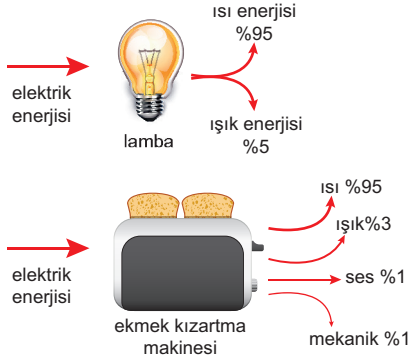 ısı enerjisi
%95
elektrik
enerjisi
lamba
ışık enerjisi
%5
ısı %95
ışık%3
elektrik
enerjisi
ses %1
ekmek kızartma
makinesi
mekanik %1